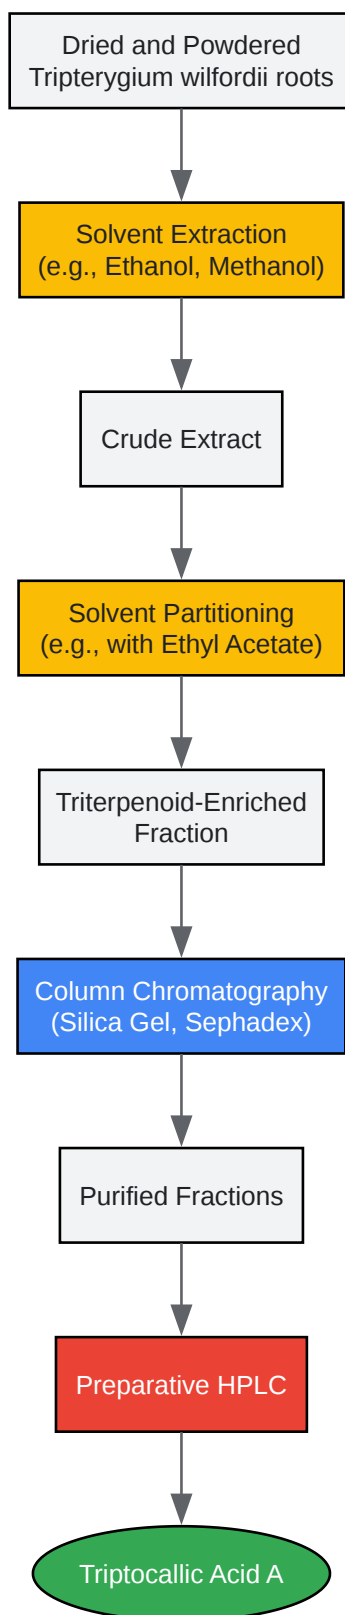 Dried and Powdered
Tripterygium wilfordii roots
Solvent Extraction
(e.g., Ethanol, Methanol)
Crude Extract
Solvent Partitioning
(e.g., with Ethyl Acetate)
Triterpenoid-Enriched
Fraction
Column Chromatography
(Silica Gel, Sephadex)
Purified Fractions
Preparative HPLC
Triptocallic Acid A